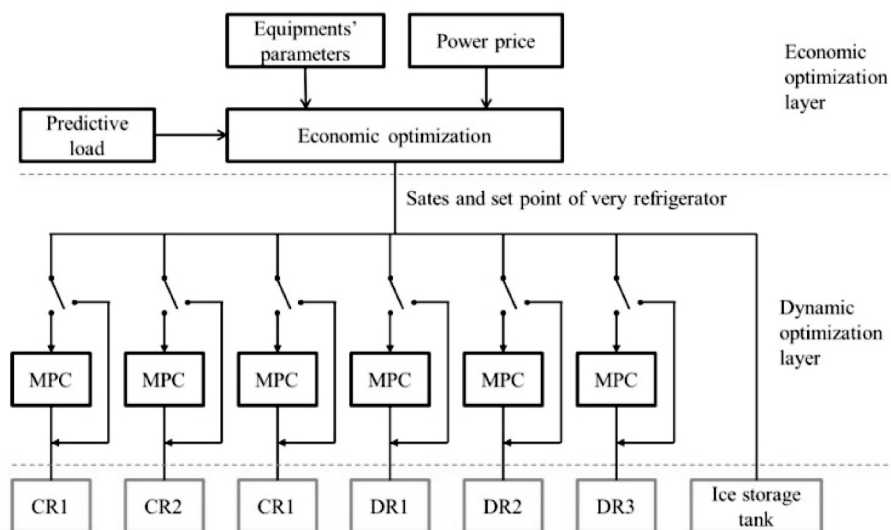 Equipments'
parameters
Power price
Economic
optimization
layer
Predictive
load
Economic optimization
Sates and set point of very refrigerator
Dynamic
optimization
layer
MPC
MPC
MPC
MPC
MPC
MPC
CR1
CR2
CR1
DR1
DR2
DR3
Ice storage
tank